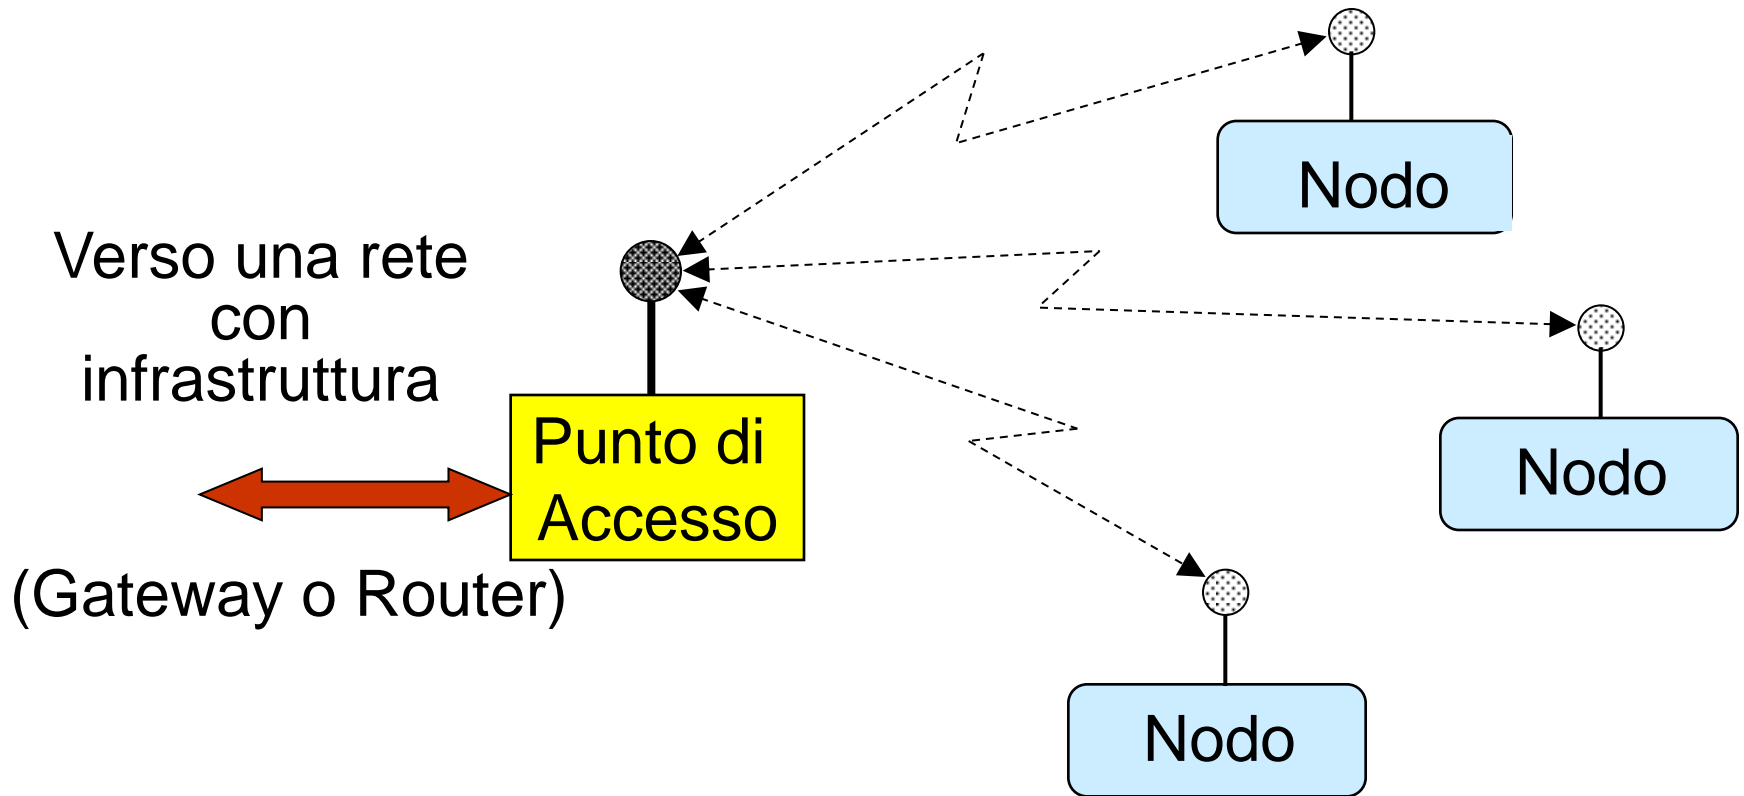 Nodo
Verso una rete
con
infrastruttura
Punto di
Accesso
Nodo
(Gateway o Router)
Nodo